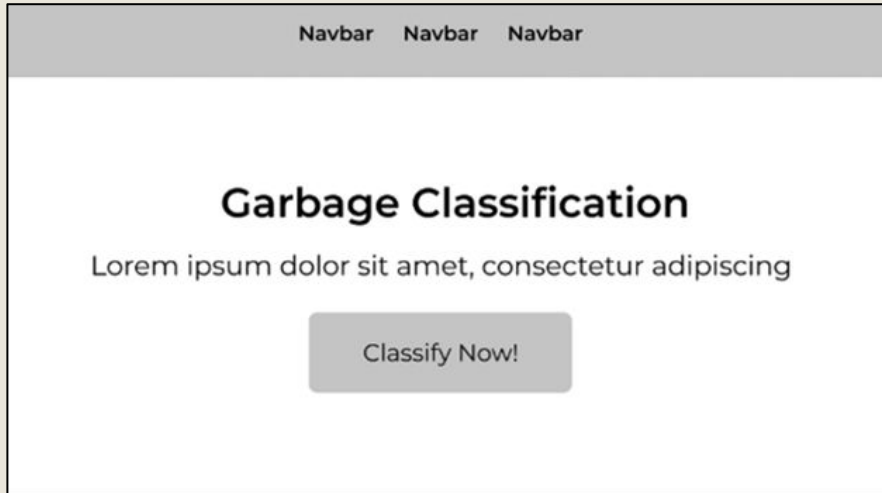 Navbar Navbar Navbar
Garbage Classification
Lorem ipsum dolor sit amet, consectetur adipiscing
Classify Now!